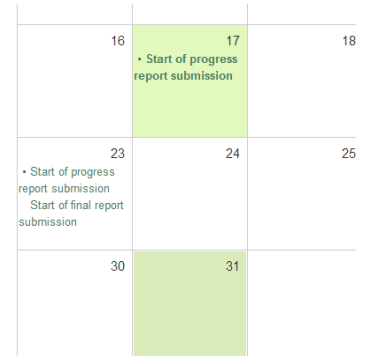 16
17
18
• Start of progress
report submission
23
24
25
• Start of progress
report submission
Start of final report
submission
30
31